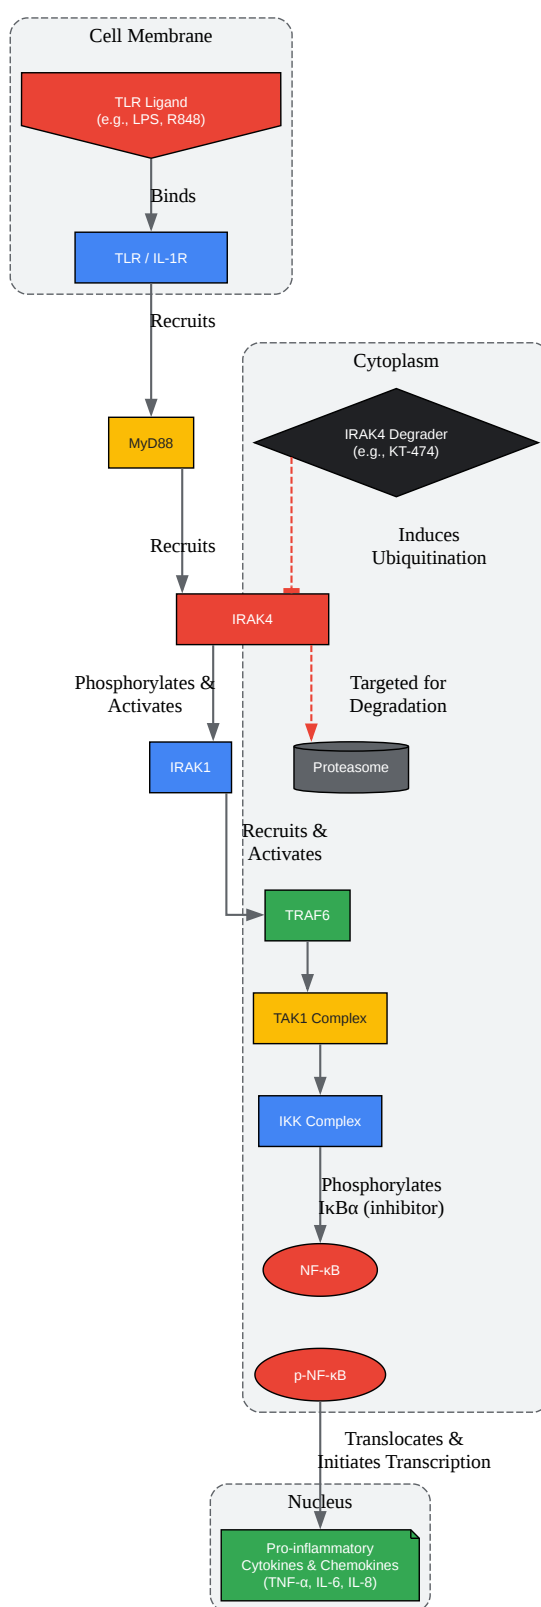 Cell Membrane
TLR Ligand
(e.g., LPS, R848)
Binds
TLR / IL-1R
Recruits
Cytoplasm
MyD88
IRAK4 Degrader
(e.g., KT-474)
Induces
Ubiquitination
Recruits
IRAK4
Phosphorylates &
Activates
Targeted for
Degradation
IRAK1
Proteasome
Recruits &
Activates
TRAF6
TAK1 Complex
IKK Complex
Phosphorylates
IκBα (inhibitor)
NF-κB
p-NF-κB
Translocates &
Initiates Transcription
Nucleus
Pro-inflammatory
Cytokines & Chemokines
(TNF-α, IL-6, IL-8)